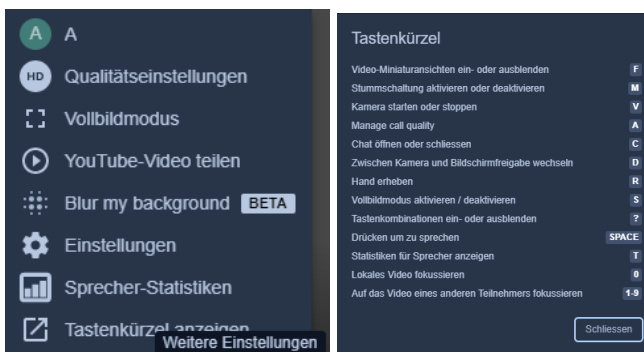 A A
HD Qualitätseinstellungen
Vollbildmodus
YouTube-Video teilen
Blur my background BETA
Einstellungen
Sprecher-Statistiken
Tastenkürzel anzeigen
Weitere Einstellungen
Tastenkürzel
Video-Miniaturansichten ein- oder ausblenden F
Stummschaltung aktivieren oder deaktivieren M
Kamera starten oder stoppen V
Manage call quality A
Chat öffnen oder schliessen C
Zwischen Kamera und Bildschirmfreigabe wechseln D
Hand erheben R
Vollbildmodus aktivieren / deaktivieren S
Tastenkombinationen ein- oder ausblenden ?
Drücken um zu sprechen SPACE
Statistiken für Sprecher anzeigen T
Lokales Video fokussieren 0
Auf das Video eines anderen Teilnehmers fokussieren 1-9
Schliessen